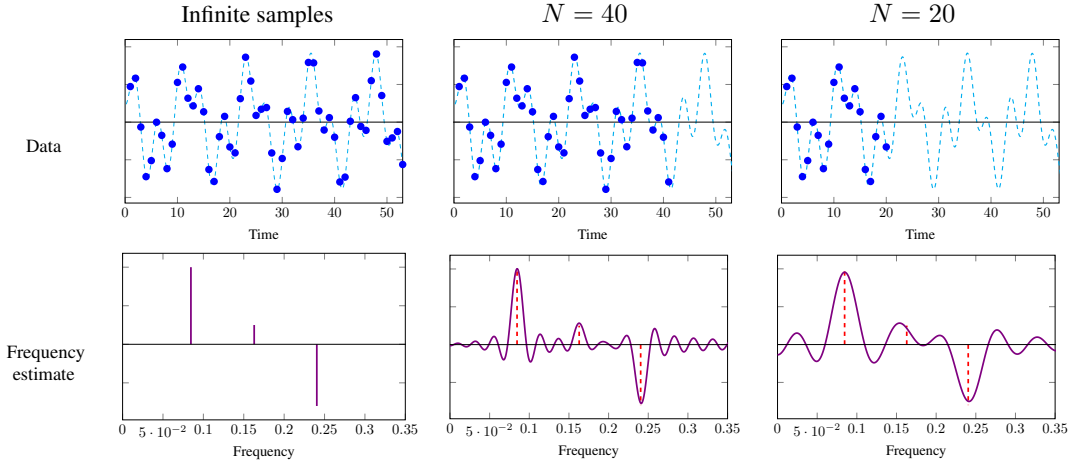 Infinite samples
N = 40
N = 20
Data
0 10 20 30 40 50
Time
0 10 20 30 40 50
Time
0 10 20 30 40 50
Time
Frequency
estimate
0 5 · 10⁻² 0.1 0.15 0.2 0.25 0.3 0.35
Frequency
0 5 · 10⁻² 0.1 0.15 0.2 0.25 0.3 0.35
Frequency
0 5 · 10⁻² 0.1 0.15 0.2 0.25 0.3 0.35
Frequency